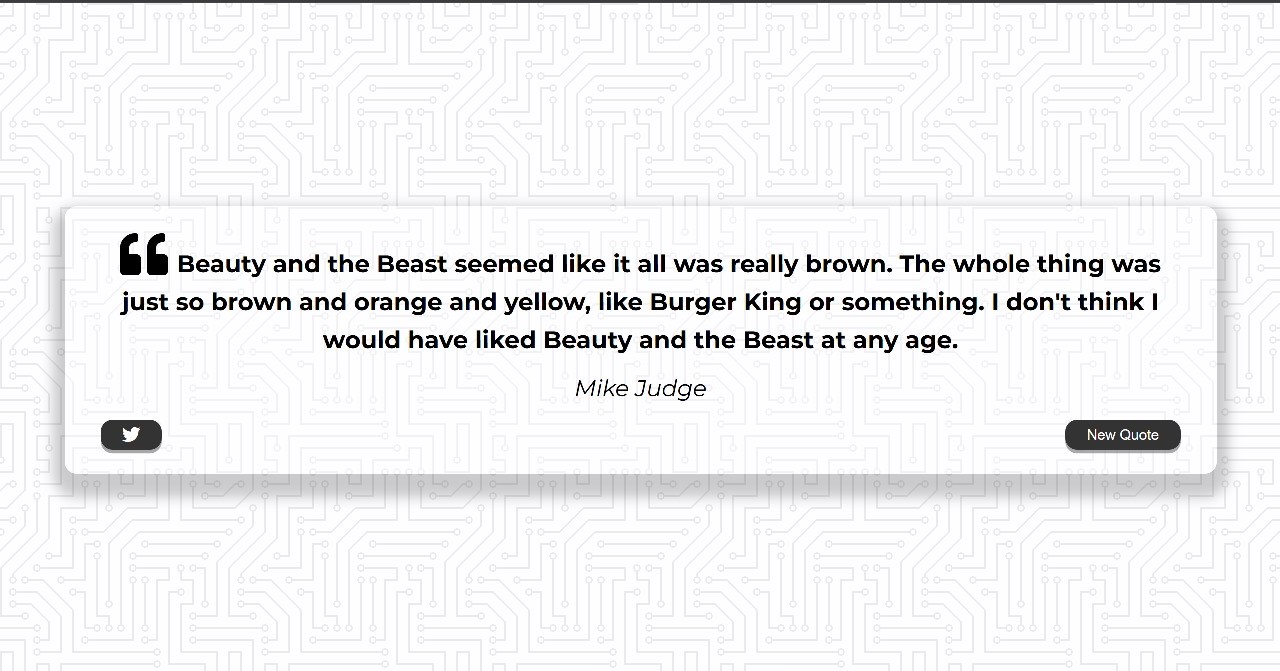 Beauty and the Beast seemed like it all was really brown. The whole thing was
just so brown and orange and yellow, like Burger King or something. I don't think I
would have liked Beauty and the Beast at any age.
Mike Judge
New Quote